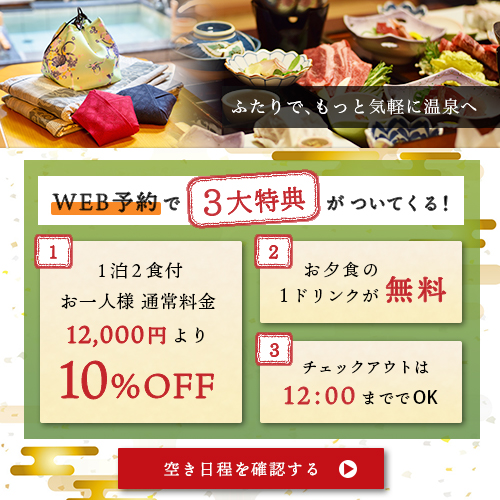 ふたりで、もっと気軽に温泉へ
WEB予約で 3大特典 がついてくる!
1
1泊2食付
お一人様 通常料金
12,000円より
10%OFF
2
お夕食の
1ドリンクが 無料
3
チェックアウトは
12:00まででOK
空き日程を確認する